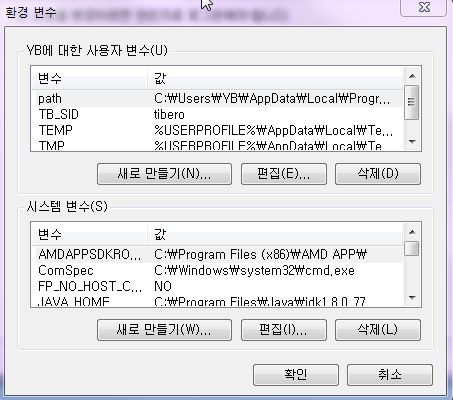 환경 변수
YB에 대한 사용자 변수(U)
변수 값
path C:₩Users₩YB₩AppData₩Local₩Progr...
TB_SID tibero
TEMP %USERPROFILE%₩AppData₩Local₩Te...
TMP %USERPROFILE%₩AppData₩Local₩Te...
새로 만들기(N)... 편집(E)... 삭제(D)
시스템 변수(S)
변수 값
AMDAPPSDKRO... C:₩Program Files (x86)₩AMD APP₩
ComSpec C:₩Windows₩system32₩cmd.exe
FP_NO_HOST_C... NO
JAVA_HOME C:₩Program Files₩Java₩jdk1.8.0_77
새로 만들기(W)... 편집(I)... 삭제(L)
확인 취소